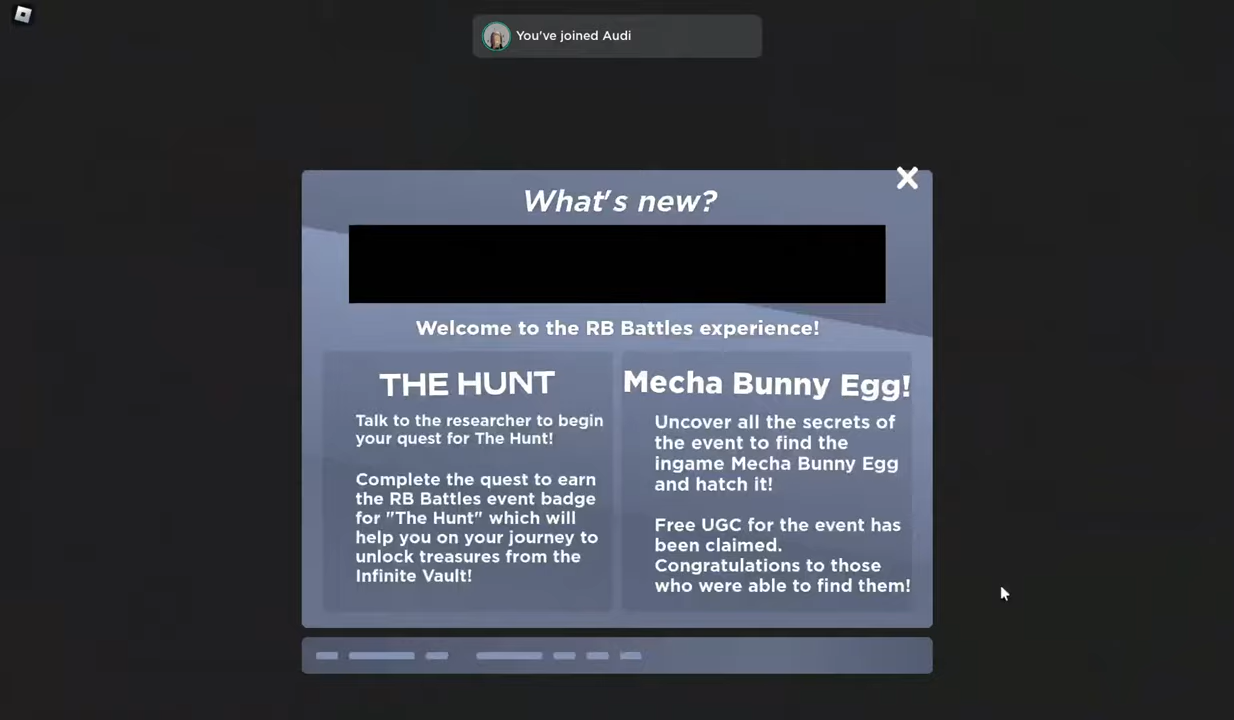 You've joined Audi
What's new?
Welcome to the RB Battles experience!
THE HUNT
Talk to the researcher to begin
your quest for The Hunt!
Complete the quest to earn
the RB Battles event badge
for "The Hunt" which will
help you on your journey to
unlock treasures from the
Infinite Vault!
Mecha Bunny Egg!
Uncover all the secrets of
the event to find the
ingame Mecha Bunny Egg
and hatch it!
Free UGC for the event has
been claimed.
Congratulations to those
who were able to find them!